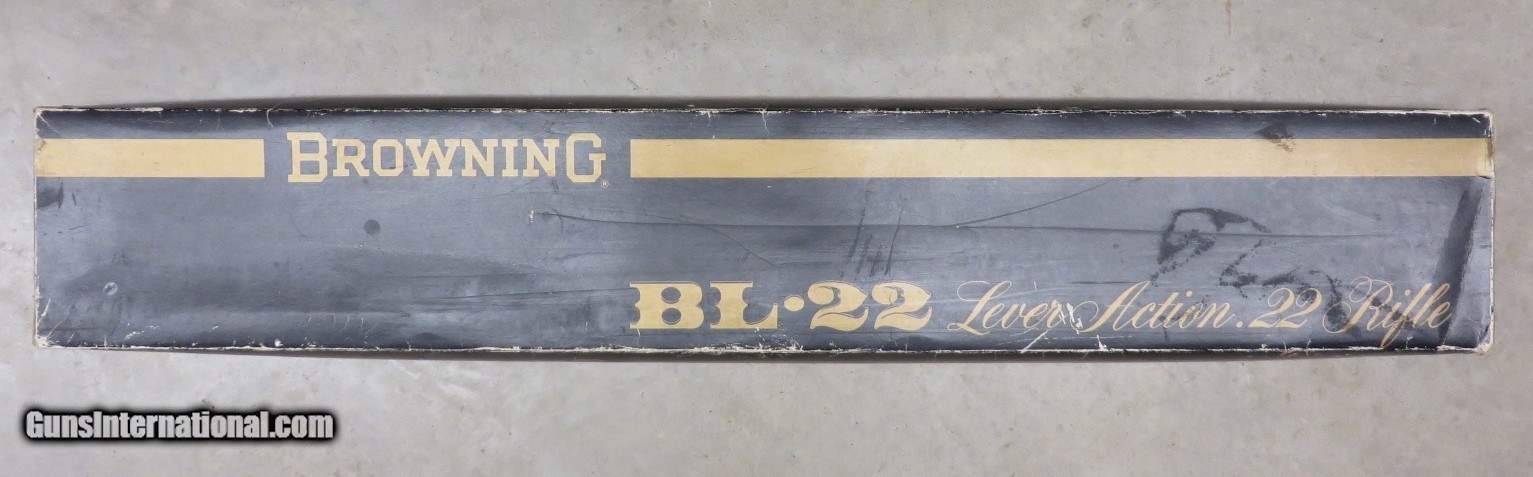 BROWNING®
BL·22 Lever Action .22 Rifle
GunsInternational.com